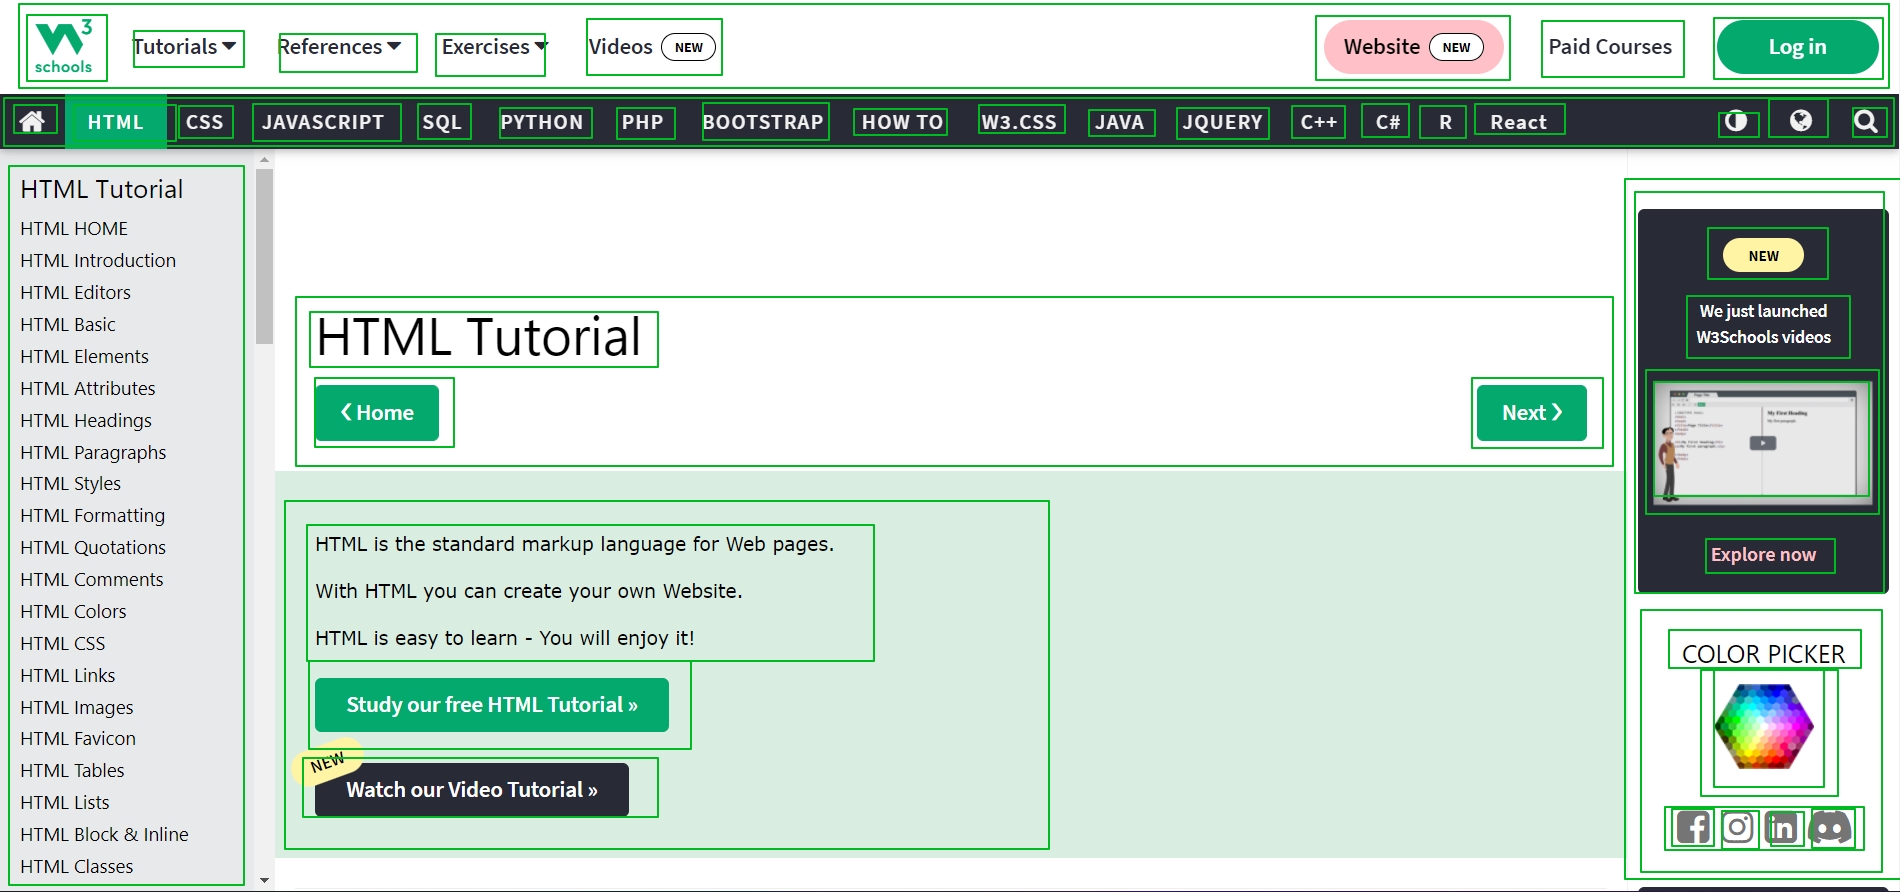 3
schools
Tutorials
References
Exercises
Videos NEW
Website NEW
Paid Courses
Log in
HTML
CSS
JAVASCRIPT
SQL
PYTHON
PHP
BOOTSTRAP
HOW TO
W3.CSS
JAVA
JQUERY
C++
C#
R
React
HTML Tutorial
HTML HOME
HTML Introduction
HTML Editors
HTML Basic
HTML Elements
HTML Attributes
HTML Headings
HTML Paragraphs
HTML Styles
HTML Formatting
HTML Quotations
HTML Comments
HTML Colors
HTML CSS
HTML Links
HTML Images
HTML Favicon
HTML Tables
HTML Lists
HTML Block & Inline
HTML Classes
HTML Tutorial
❮ Home
Next ❯
HTML is the standard markup language for Web pages.
With HTML you can create your own Website.
HTML is easy to learn - You will enjoy it!
Study our free HTML Tutorial »
NEW
Watch our Video Tutorial »
NEW
We just launched
W3Schools videos
My First Heading
Explore now
COLOR PICKER
in